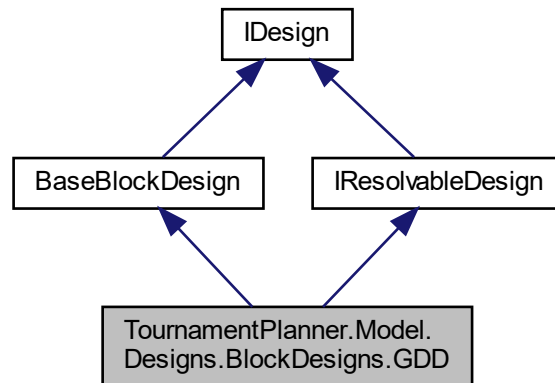 IDesign
BaseBlockDesign
IResolvableDesign
TournamentPlanner.Model.
Designs.BlockDesigns.GDD